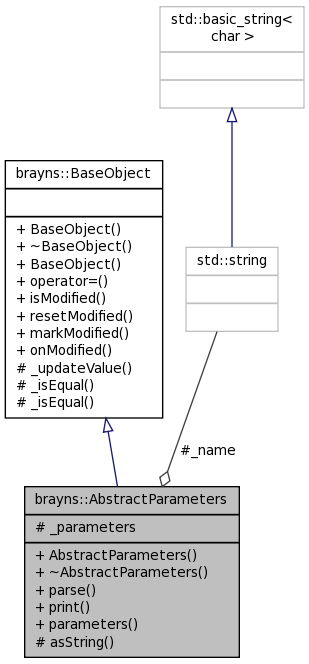 std::basic_string<
char >
brayns::BaseObject
+ BaseObject()
+ ~BaseObject()
+ BaseObject()
+ operator=()
+ isModified()
+ resetModified()
+ markModified()
+ onModified()
# _updateValue()
# _isEqual()
# _isEqual()
std::string
#_name
brayns::AbstractParameters
# _parameters
+ AbstractParameters()
+ ~AbstractParameters()
+ parse()
+ print()
+ parameters()
# asString()